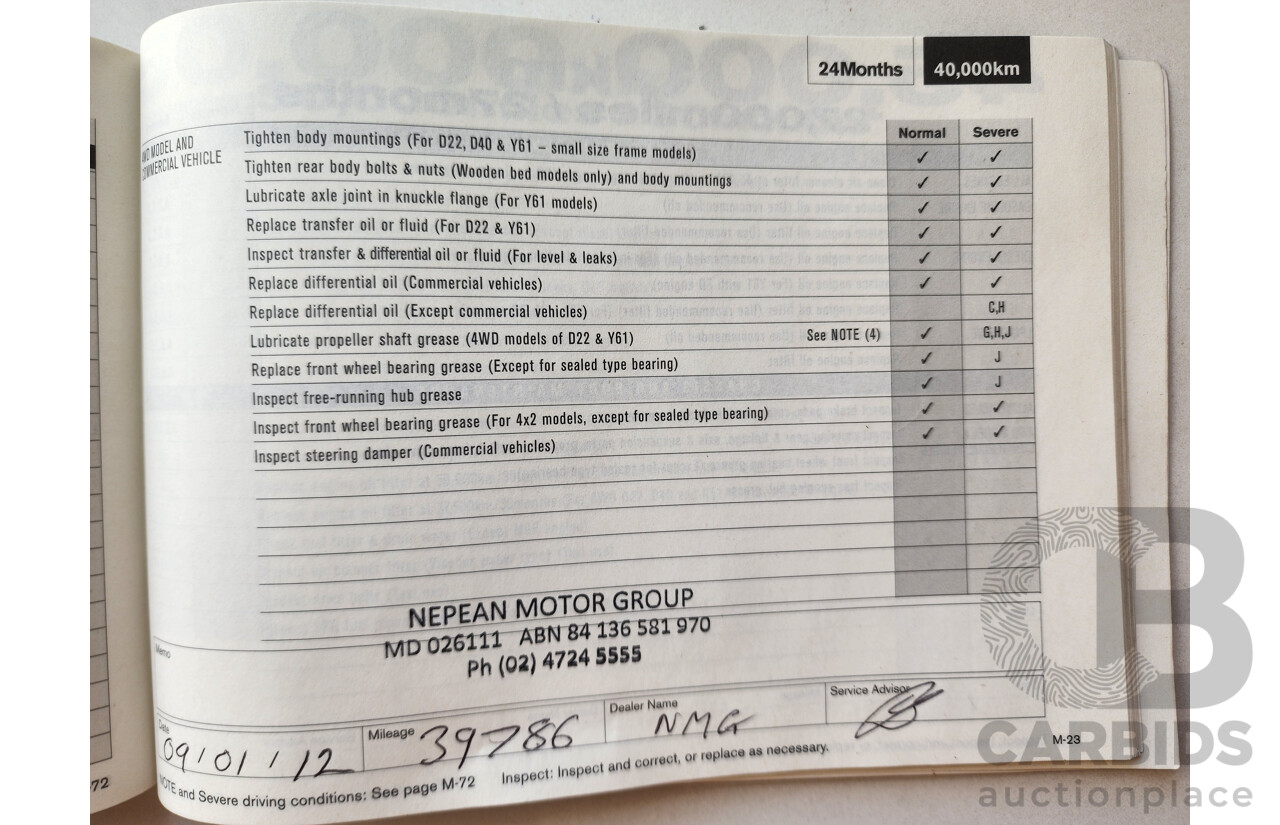 24Months 40,000km
4WD MODEL AND
COMMERCIAL VEHICLE
Normal Severe
Tighten body mountings (For D22, D40 & Y61 – small size frame models) ✓ ✓
Tighten rear body bolts & nuts (Wooden bed models only) and body mountings ✓ ✓
Lubricate axle joint in knuckle flange (For Y61 models) ✓ ✓
Replace transfer oil or fluid (For D22 & Y61) ✓ ✓
Inspect transfer & differential oil or fluid (For level & leaks) ✓ ✓
Replace differential oil (Commercial vehicles) ✓ ✓
Replace differential oil (Except commercial vehicles) C,H
Lubricate propeller shaft grease (4WD models of D22 & Y61) See NOTE (4) ✓ G,H,J
Replace front wheel bearing grease (Except for sealed type bearing) ✓ J
Inspect free-running hub grease ✓ J
Inspect front wheel bearing grease (For 4x2 models, except for sealed type bearing) ✓ ✓
Inspect steering damper (Commercial vehicles) ✓ ✓
NEPEAN MOTOR GROUP
MD 026111 ABN 84 136 581 970
Ph (02) 4724 5555
Memo
Date 09/01/12 Mileage 39786 Dealer Name NMG Service Advisor
NOTE and Severe driving conditions: See page M-72 Inspect: Inspect and correct, or replace as necessary.
M-23
72
CB
CARBIDS
auctionplace